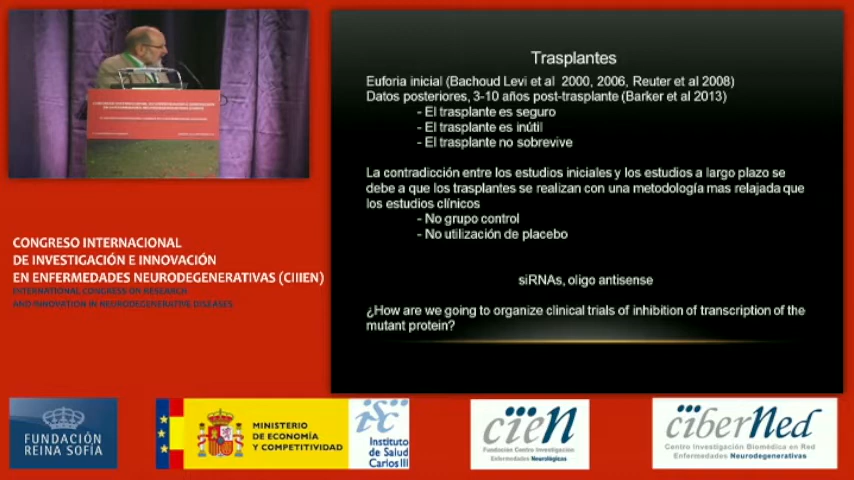 Trasplantes
Euforia inicial (Bachoud Levi et al 2000, 2006, Reuter et al 2008)
Datos posteriores, 3-10 años post-trasplante (Barker et al 2013)
- El trasplante es seguro
- El trasplante es inútil
- El trasplante no sobrevive
La contradicción entre los estudios iniciales y los estudios a largo plazo se
debe a que los trasplantes se realizan con una metodología mas relajada que
los estudios clínicos
- No grupo control
- No utilización de placebo
siRNAs, oligo antisense
¿How are we going to organize clinical trials of inhibition of transcription of the
mutant protein?
CONGRESO INTERNACIONAL
DE INVESTIGACIÓN E INNOVACIÓN
EN ENFERMEDADES NEURODEGENERATIVAS (CIIIEN)
INTERNATIONAL CONGRESS ON RESEARCH
AND INNOVATION IN NEURODEGENERATIVE DISEASES
FUNDACIÓN
REINA SOFÍA
MINISTERIO
DE ECONOMÍA
Y COMPETITIVIDAD
isc
Instituto
de Salud
Carlos III
cien
Fundación Centro Investigación
Enfermedades Neurológicas
ciberned
Centro Investigación Biomédica en Red
Enfermedades Neurodegenerativas